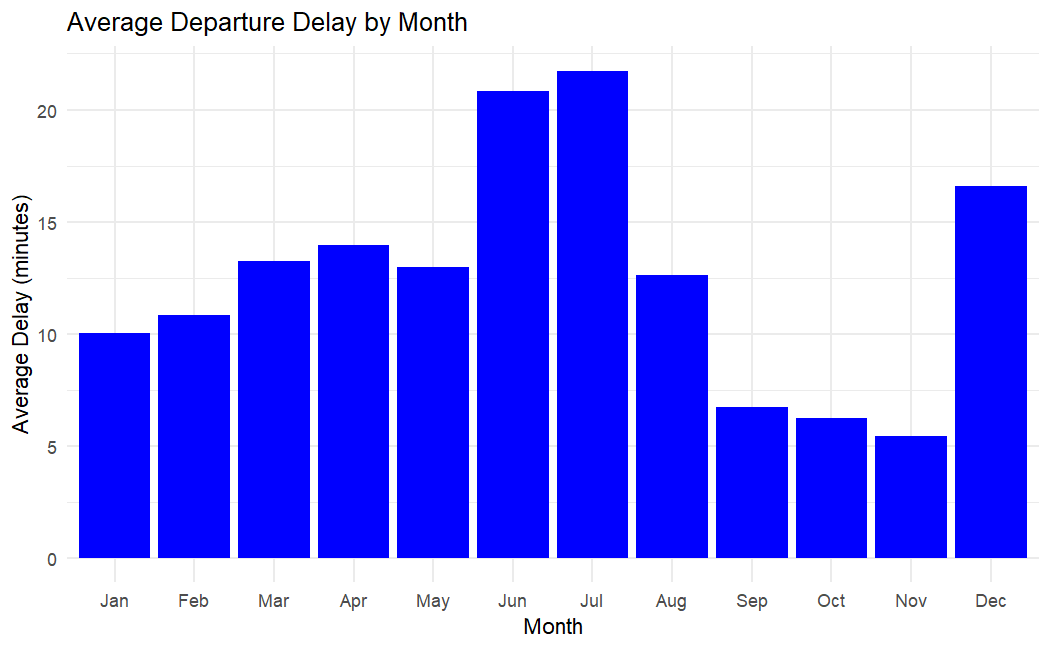 Average Departure Delay by Month
Average Delay (minutes)
20
15
10
5
0
Jan Feb Mar Apr May Jun Jul Aug Sep Oct Nov Dec
Month